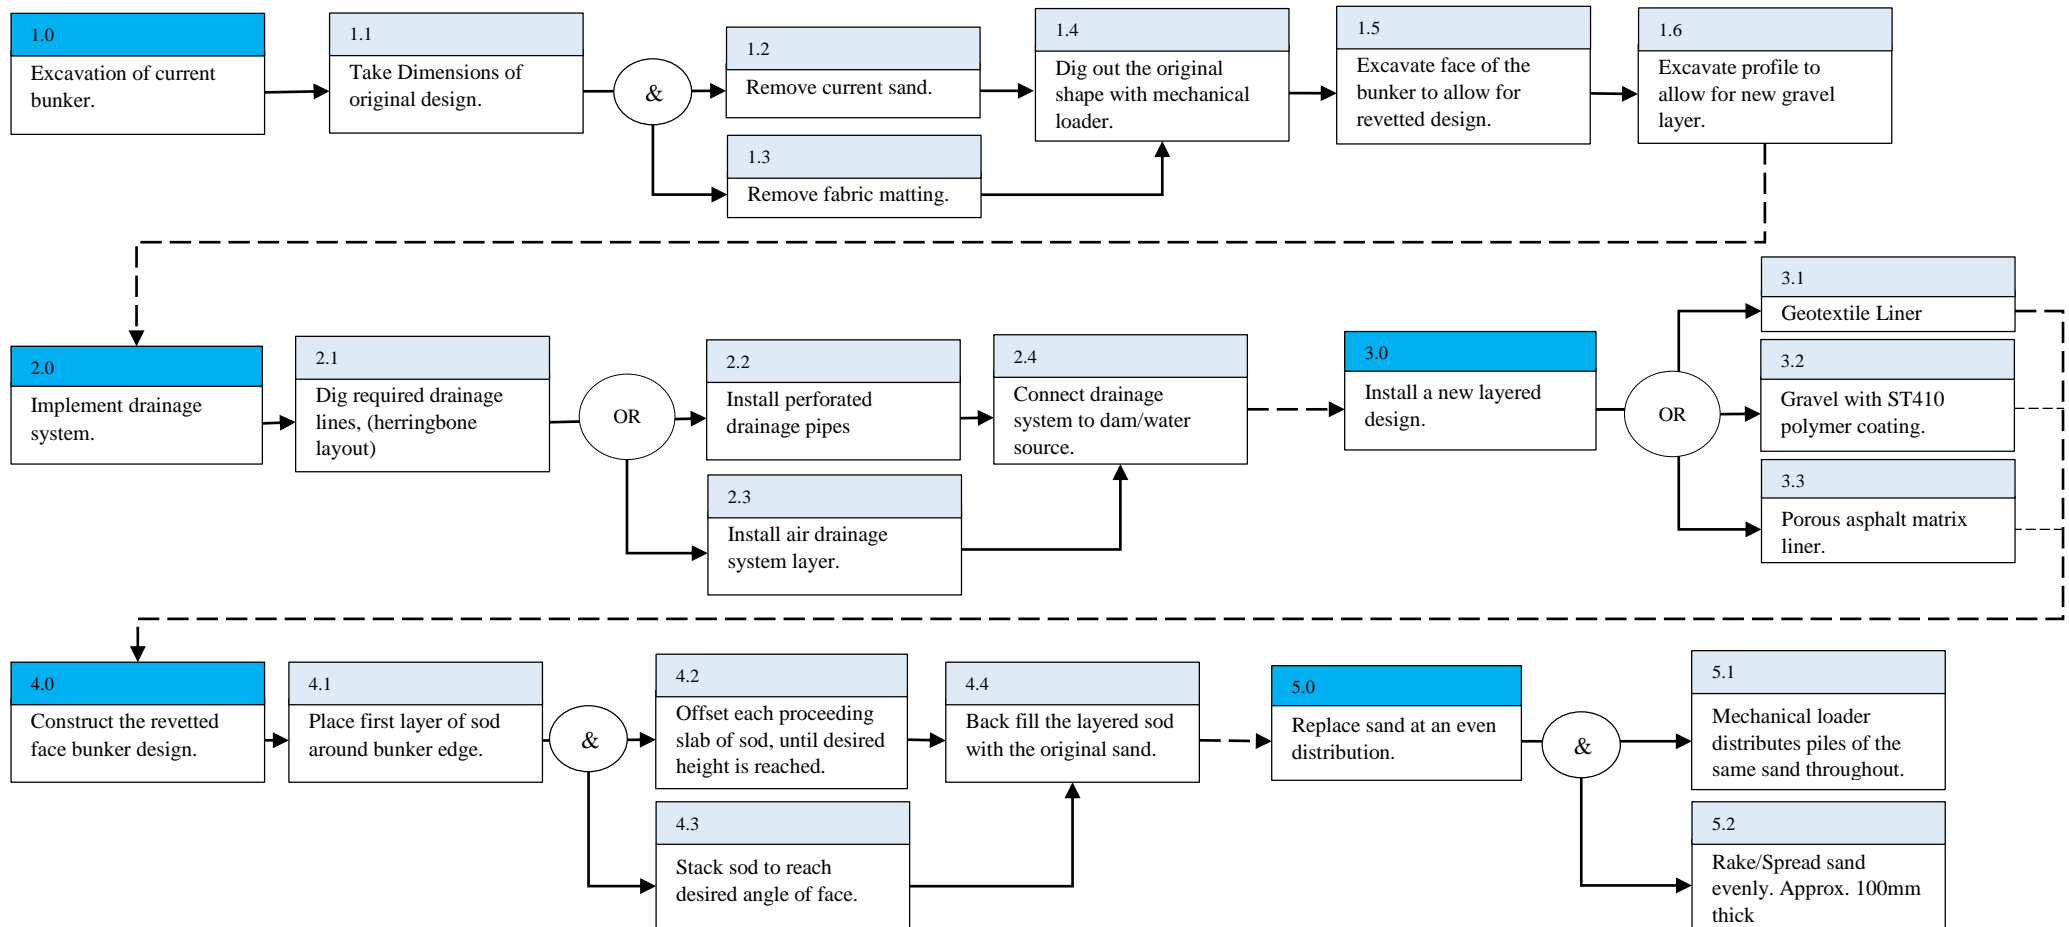 1.0
Excavation of current
bunker.
1.1
Take Dimensions of
original design.
&
1.2
Remove current sand.
1.3
Remove fabric matting.
1.4
Dig out the original
shape with mechanical
loader.
1.5
Excavate face of the
bunker to allow for
revetted design.
1.6
Excavate profile to
allow for new gravel
layer.
2.0
Implement drainage
system.
2.1
Dig required drainage
lines, (herringbone
layout)
OR
2.2
Install perforated
drainage pipes
2.3
Install air drainage
system layer.
2.4
Connect drainage
system to dam/water
source.
3.0
Install a new layered
design.
OR
3.1
Geotextile Liner
3.2
Gravel with ST410
polymer coating.
3.3
Porous asphalt matrix
liner.
4.0
Construct the revetted
face bunker design.
4.1
Place first layer of sod
around bunker edge.
&
4.2
Offset each proceeding
slab of sod, until desired
height is reached.
4.3
Stack sod to reach
desired angle of face.
4.4
Back fill the layered sod
with the original sand.
5.0
Replace sand at an even
distribution.
&
5.1
Mechanical loader
distributes piles of the
same sand throughout.
5.2
Rake/Spread sand
evenly. Approx. 100mm
thick